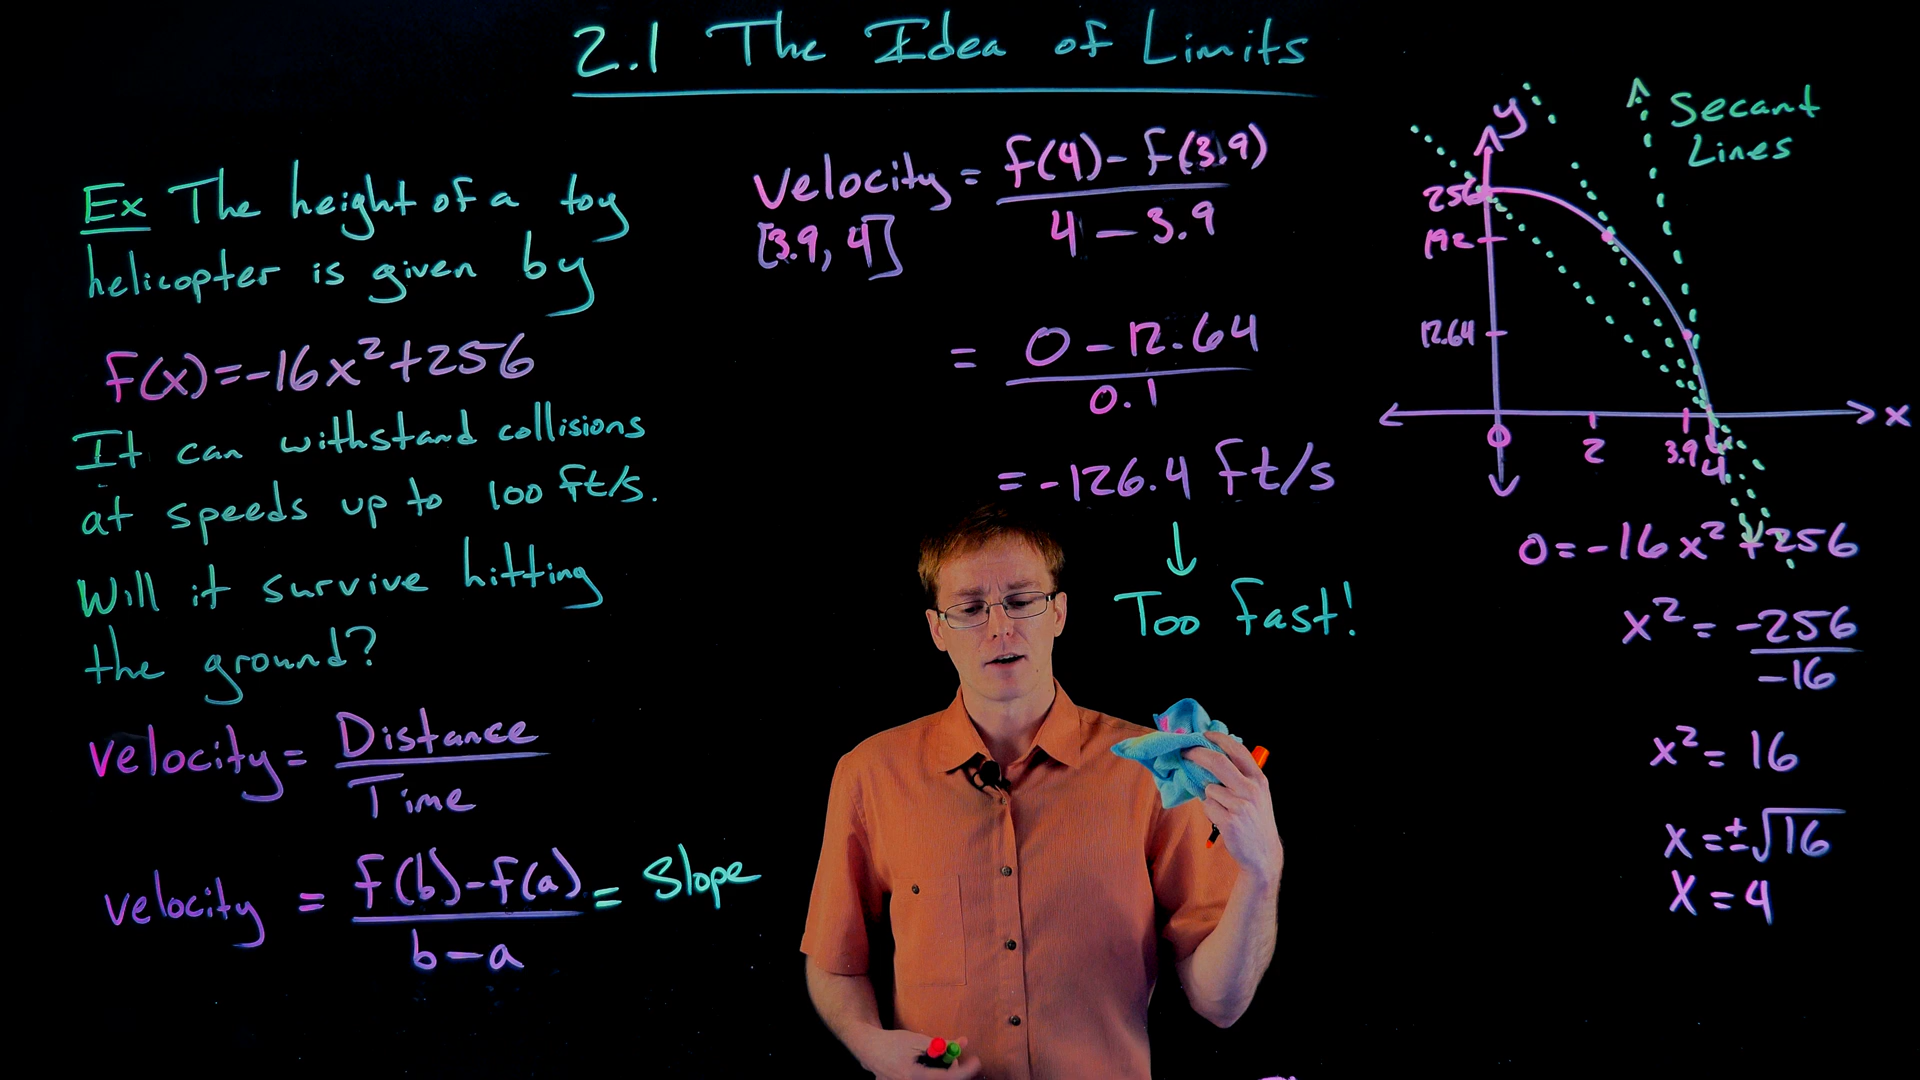 2.1 The Idea of Limits
Ex The height of a toy
helicopter is given by
f(x)=-16x²+256
It can withstand collisions
at speeds up to 100 ft/s.
Will it survive hitting
the ground?
velocity = Distance
Time
velocity = f(b)-f(a) = Slope
b-a
Velocity = f(4)-f(3.9)
[3.9, 4] 4-3.9
= 0-12.64
0.1
= -126.4 ft/s
↓
Too fast!
Secant
Lines
y
256
192
12.64
x
0 2 3.9 4
0=-16x²+256
x²= -256
-16
x²= 16
x=±√16
x=4